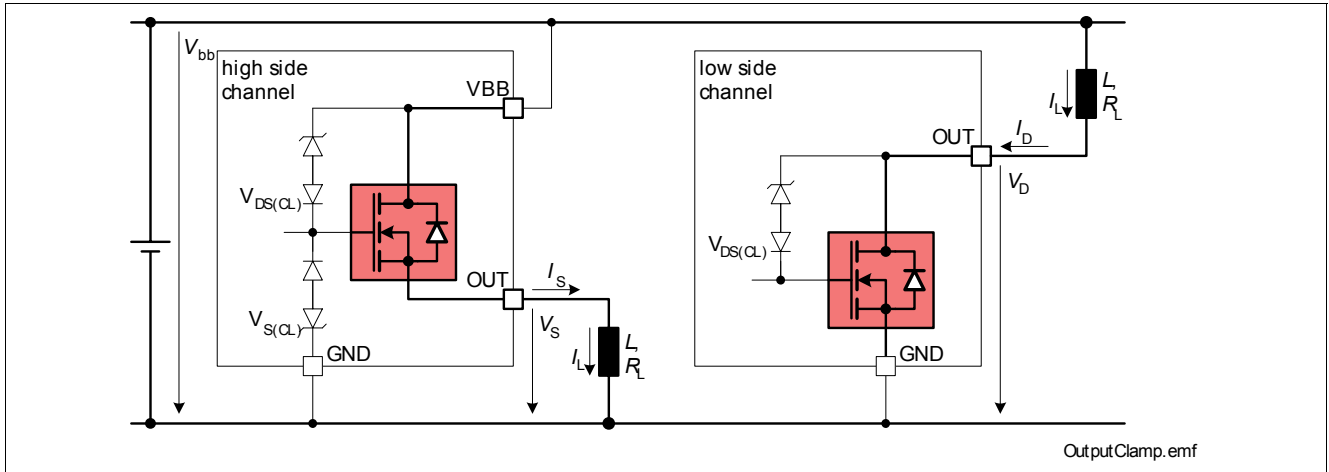 Vbb
high side
channel
VBB
VDS(CL)
OUT
IS
VS(CL)
VS
GND
IL
L,
RL
low side
channel
OUT
ID
IL
L,
RL
VD
VDS(CL)
GND
OutputClamp.emf